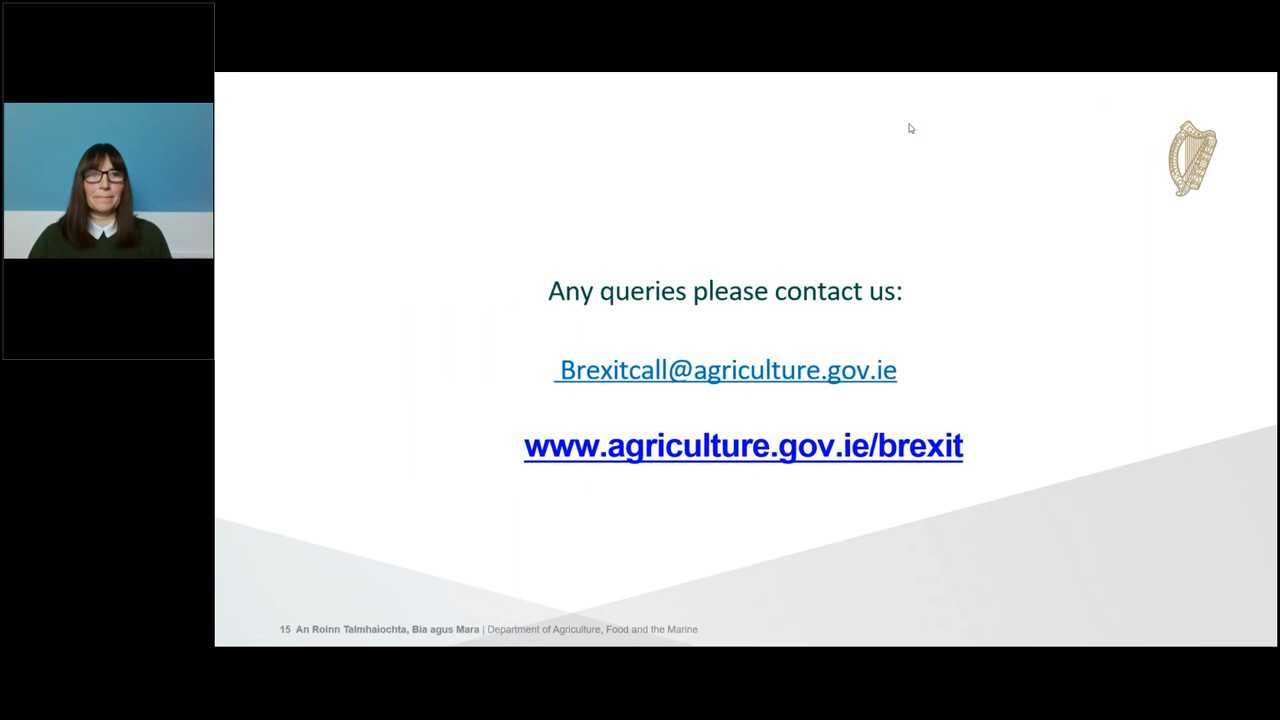 Any queries please contact us:
Brexitcall@agriculture.gov.ie
www.agriculture.gov.ie/brexit
15 An Roinn Talmhaíochta, Bia agus Mara | Department of Agriculture, Food and the Marine